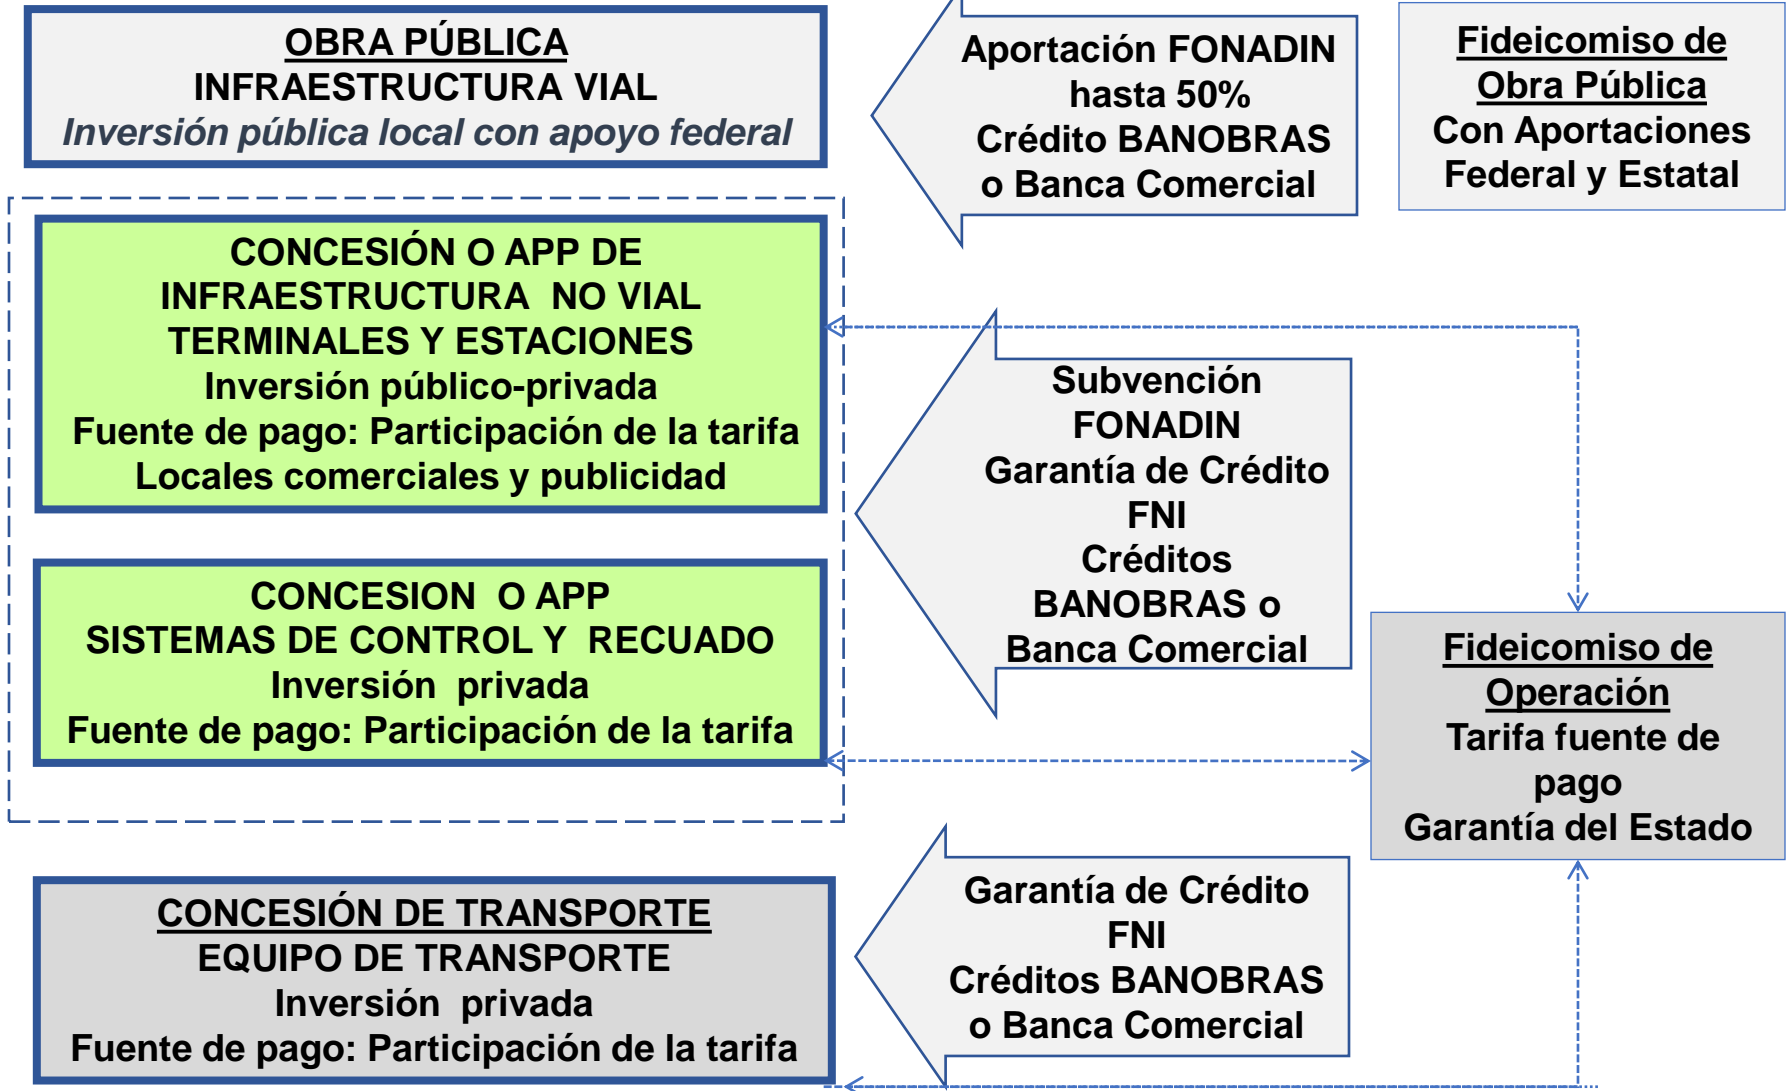 OBRA PÚBLICA
INFRAESTRUCTURA VIAL
Inversión pública local con apoyo federal
Aportación FONADIN
hasta 50%
Crédito BANOBRAS
o Banca Comercial
Fideicomiso de
Obra Pública
Con Aportaciones
Federal y Estatal
CONCESIÓN O APP DE
INFRAESTRUCTURA NO VIAL
TERMINALES Y ESTACIONES
Inversión público-privada
Fuente de pago: Participación de la tarifa
Locales comerciales y publicidad
Subvención
FONADIN
Garantía de Crédito
FNI
Créditos
BANOBRAS o
Banca Comercial
CONCESION O APP
SISTEMAS DE CONTROL Y RECUADO
Inversión privada
Fuente de pago: Participación de la tarifa
Fideicomiso de
Operación
Tarifa fuente de
pago
Garantía del Estado
CONCESIÓN DE TRANSPORTE
EQUIPO DE TRANSPORTE
Inversión privada
Fuente de pago: Participación de la tarifa
Garantía de Crédito
FNI
Créditos BANOBRAS
o Banca Comercial